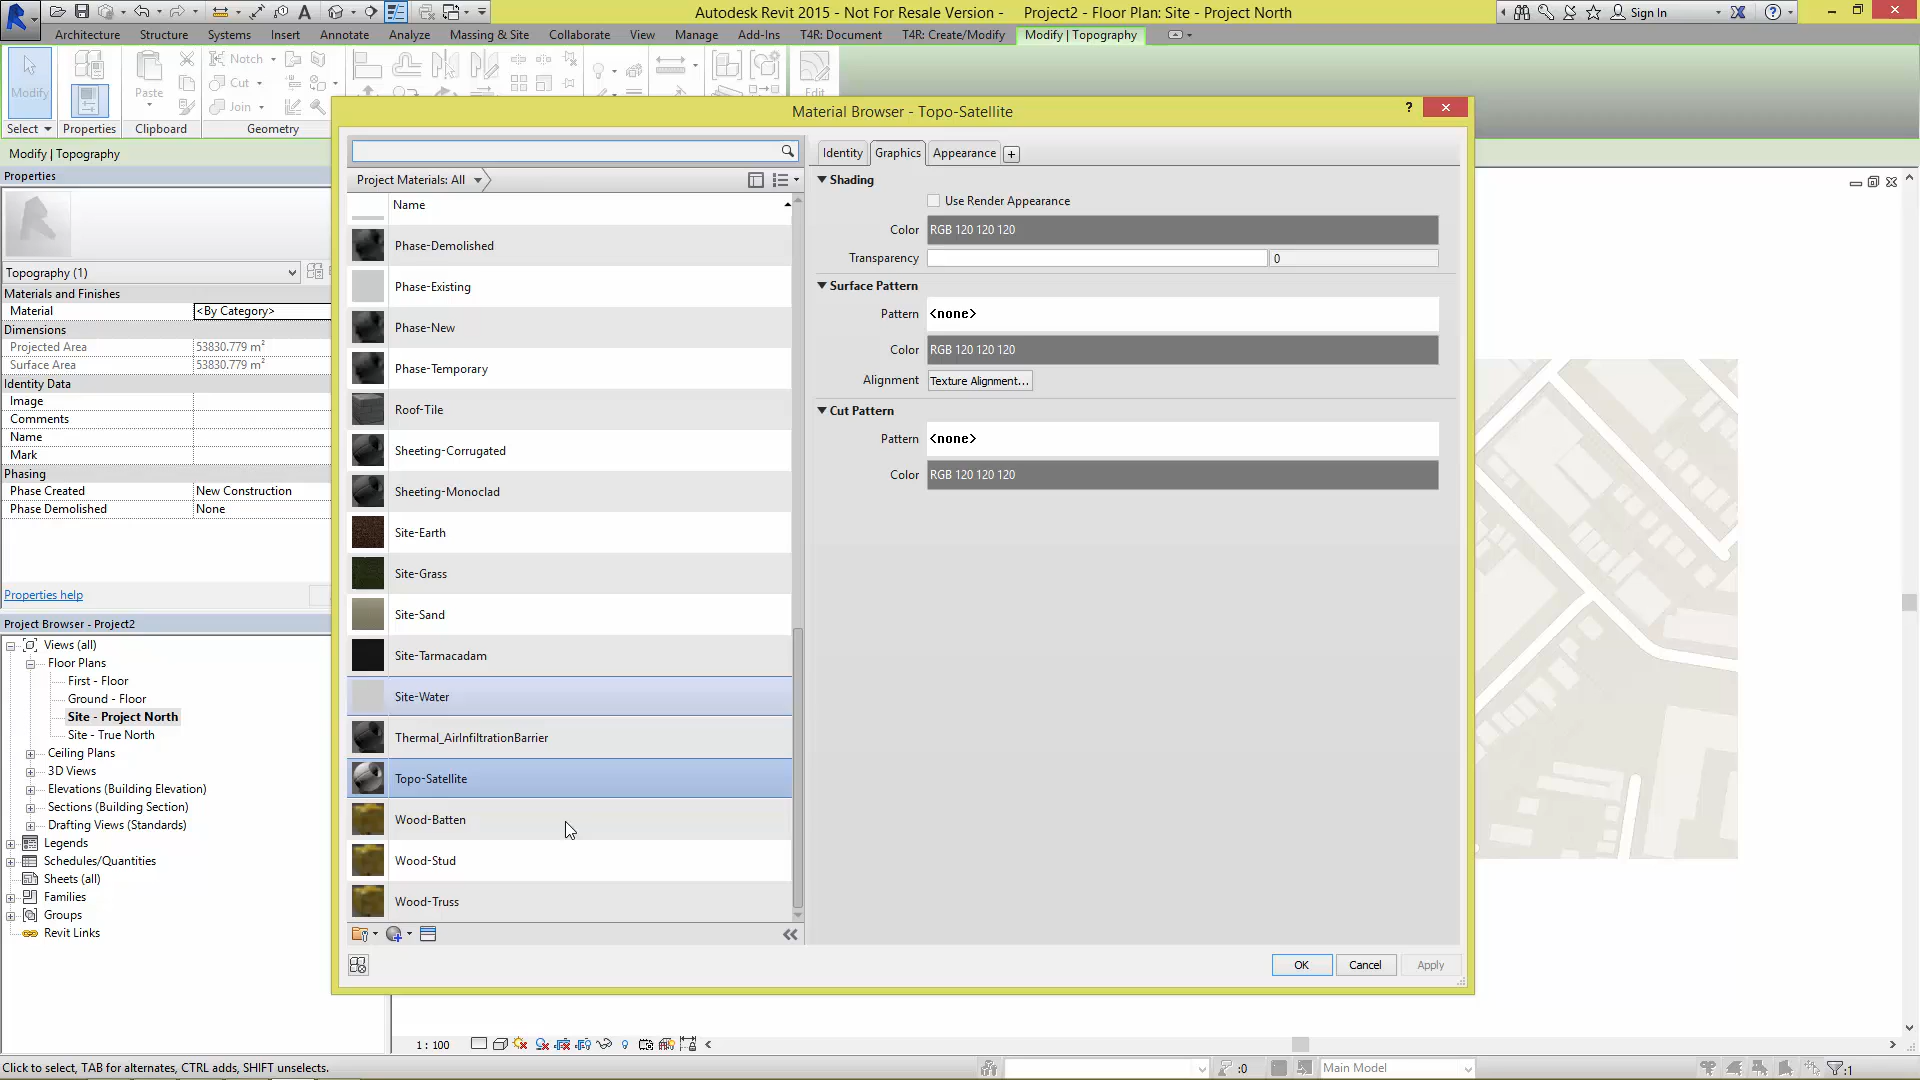 Autodesk Revit 2015 - Not For Resale Version - Project2 - Floor Plan: Site - Project North
Sign In
Architecture Structure Systems Insert Annotate Analyze Massing & Site Collaborate View Manage Add-Ins T4R: Document T4R: Create/Modify Modify | Topography
Modify Paste Notch Cut Join Edit
Select Properties Clipboard Geometry
Modify | Topography
Properties
Topography (1)
Materials and Finishes
Material <By Category>
Dimensions
Projected Area 53830.779 m²
Surface Area 53830.779 m²
Identity Data
Image
Comments
Name
Mark
Phasing
Phase Created New Construction
Phase Demolished None
Properties help
Project Browser - Project2
Views (all)
Floor Plans
First - Floor
Ground - Floor
Site - Project North
Site - True North
Ceiling Plans
3D Views
Elevations (Building Elevation)
Sections (Building Section)
Drafting Views (Standards)
Legends
Schedules/Quantities
Sheets (all)
Families
Groups
Revit Links
Material Browser - Topo-Satellite
Project Materials: All
Name
Phase-Demolished
Phase-Existing
Phase-New
Phase-Temporary
Roof-Tile
Sheeting-Corrugated
Sheeting-Monoclad
Site-Earth
Site-Grass
Site-Sand
Site-Tarmacadam
Site-Water
Thermal_AirInfiltrationBarrier
Topo-Satellite
Wood-Batten
Wood-Stud
Wood-Truss
Identity Graphics Appearance
Shading
Use Render Appearance
Color RGB 120 120 120
Transparency 0
Surface Pattern
Pattern <none>
Color RGB 120 120 120
Alignment Texture Alignment...
Cut Pattern
Pattern <none>
Color RGB 120 120 120
OK Cancel Apply
1 : 100
Click to select, TAB for alternates, CTRL adds, SHIFT unselects.
:0
Main Model
:1